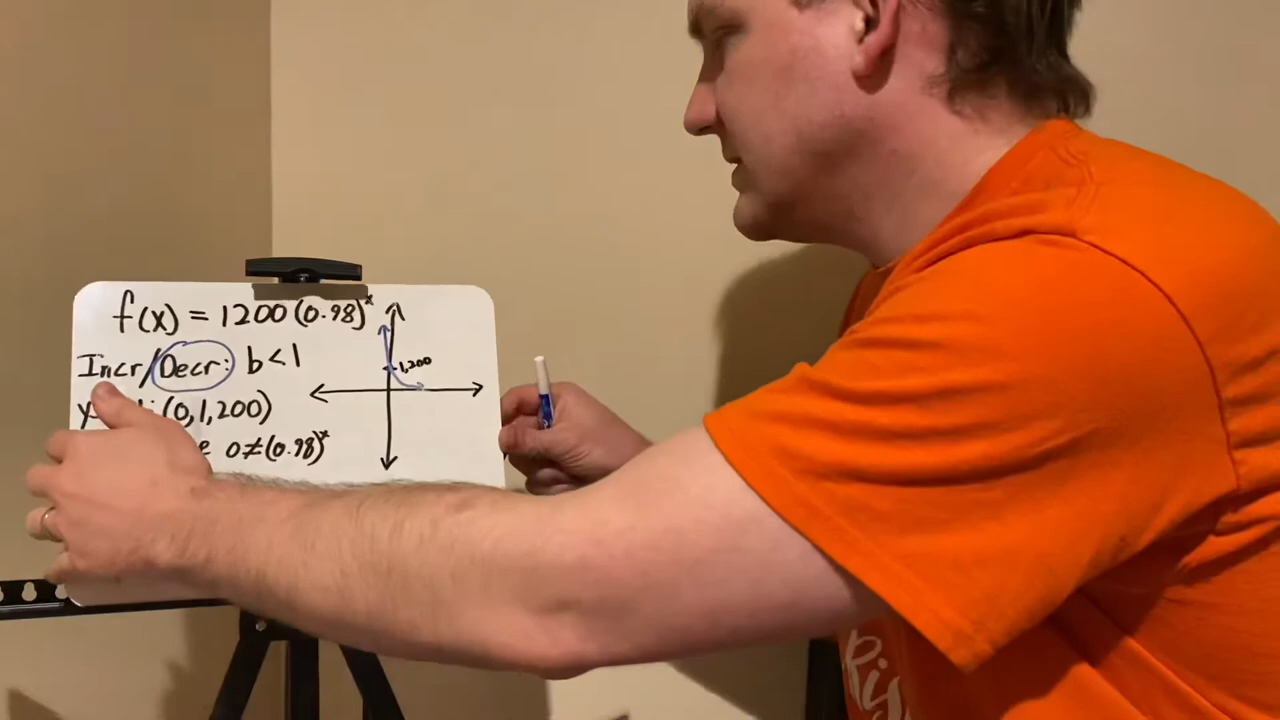 f(x) = 1200(0.98)^x
Incr/Decr: b<1
(0,1,200)
0≠(0.98)^x
1,200